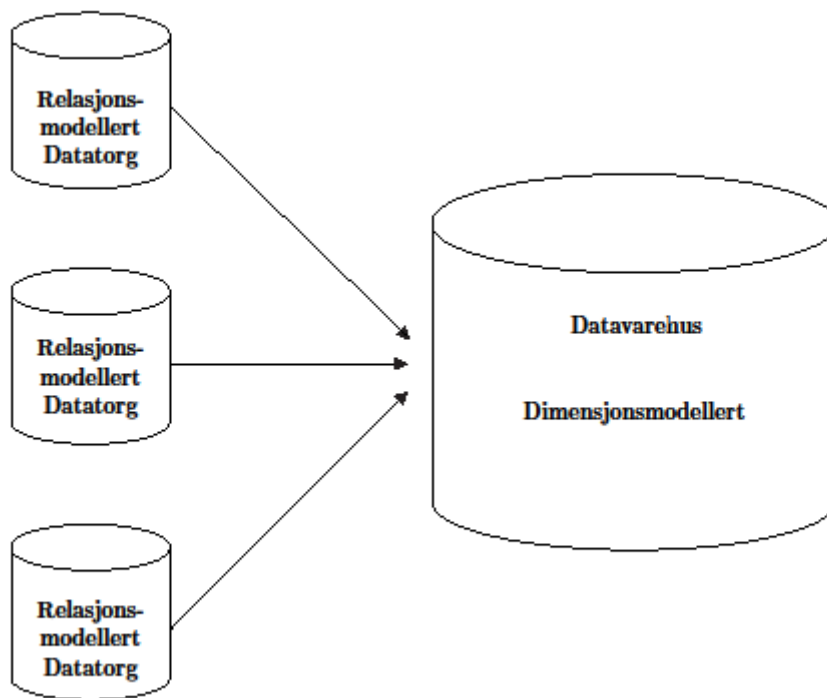 Relasjons-
modellert
Datatorg
Relasjons-
modellert
Datatorg
Relasjons-
modellert
Datatorg
Datavarehus
Dimensjonsmodellert